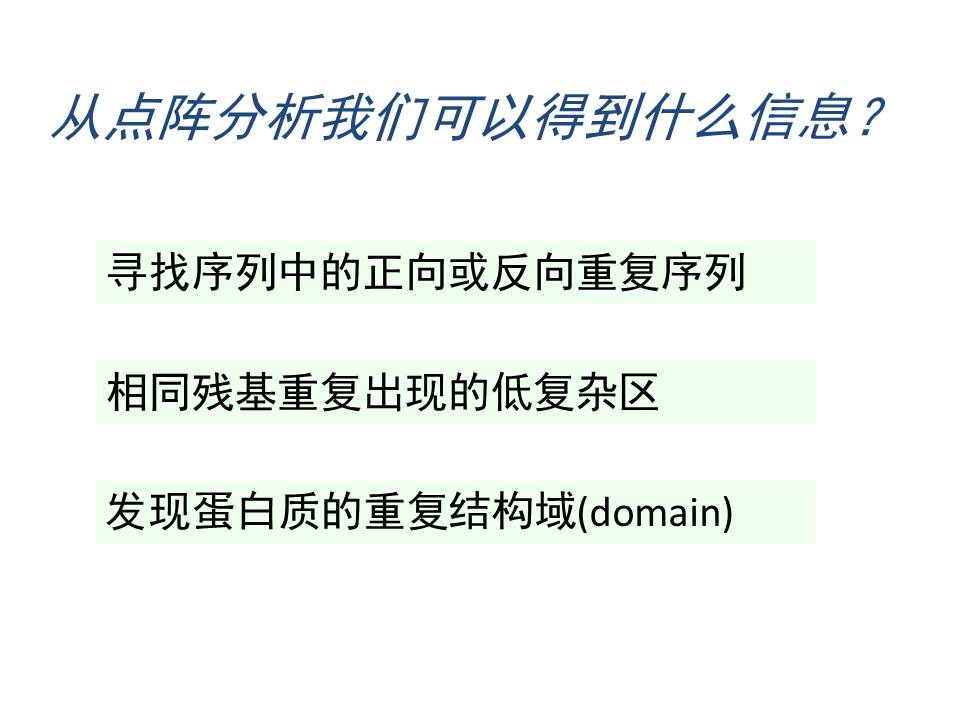 从点阵分析我们可以得到什么信息？
寻找序列中的正向或反向重复序列
相同残基重复出现的低复杂区
发现蛋白质的重复结构域(domain)